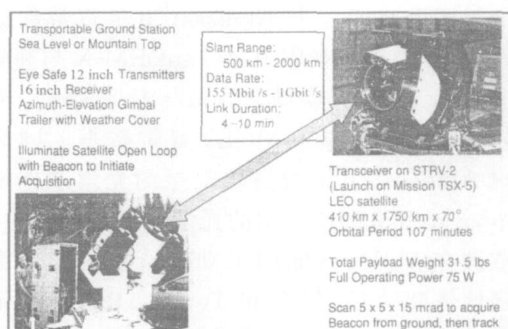 Transportable Ground Station
Sea Level or Mountain Top
Eye Safe 12 inch Transmitters
16 inch Receiver
Azimuth-Elevation Gimbal
Trailer with Weather Cover
Illuminate Satellite Open Loop
with Beacon to Initiate
Acquisition
Slant Range:
500 km - 2000 km
Data Rate:
155 Mbit /s - 1Gbit /s
Link Duration:
4 -10 min
Transceiver on STRV-2
(Launch on Mission TSX-5)
LEO satellite
410 km x 1750 km x 70°
Orbital Period 107 minutes
Total Payload Weight 31.5 lbs
Full Operating Power 75 W
Scan 5 x 5 x 15 mrad to acquire
Beacon from ground, then track